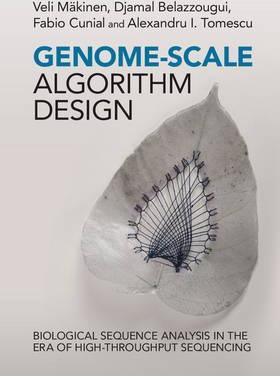 Veli Mäkinen, Djamal Belazzougui,
Fabio Cunial and Alexandru I. Tomescu
GENOME-SCALE
ALGORITHM
DESIGN
BIOLOGICAL SEQUENCE ANALYSIS IN THE
ERA OF HIGH-THROUGHPUT SEQUENCING